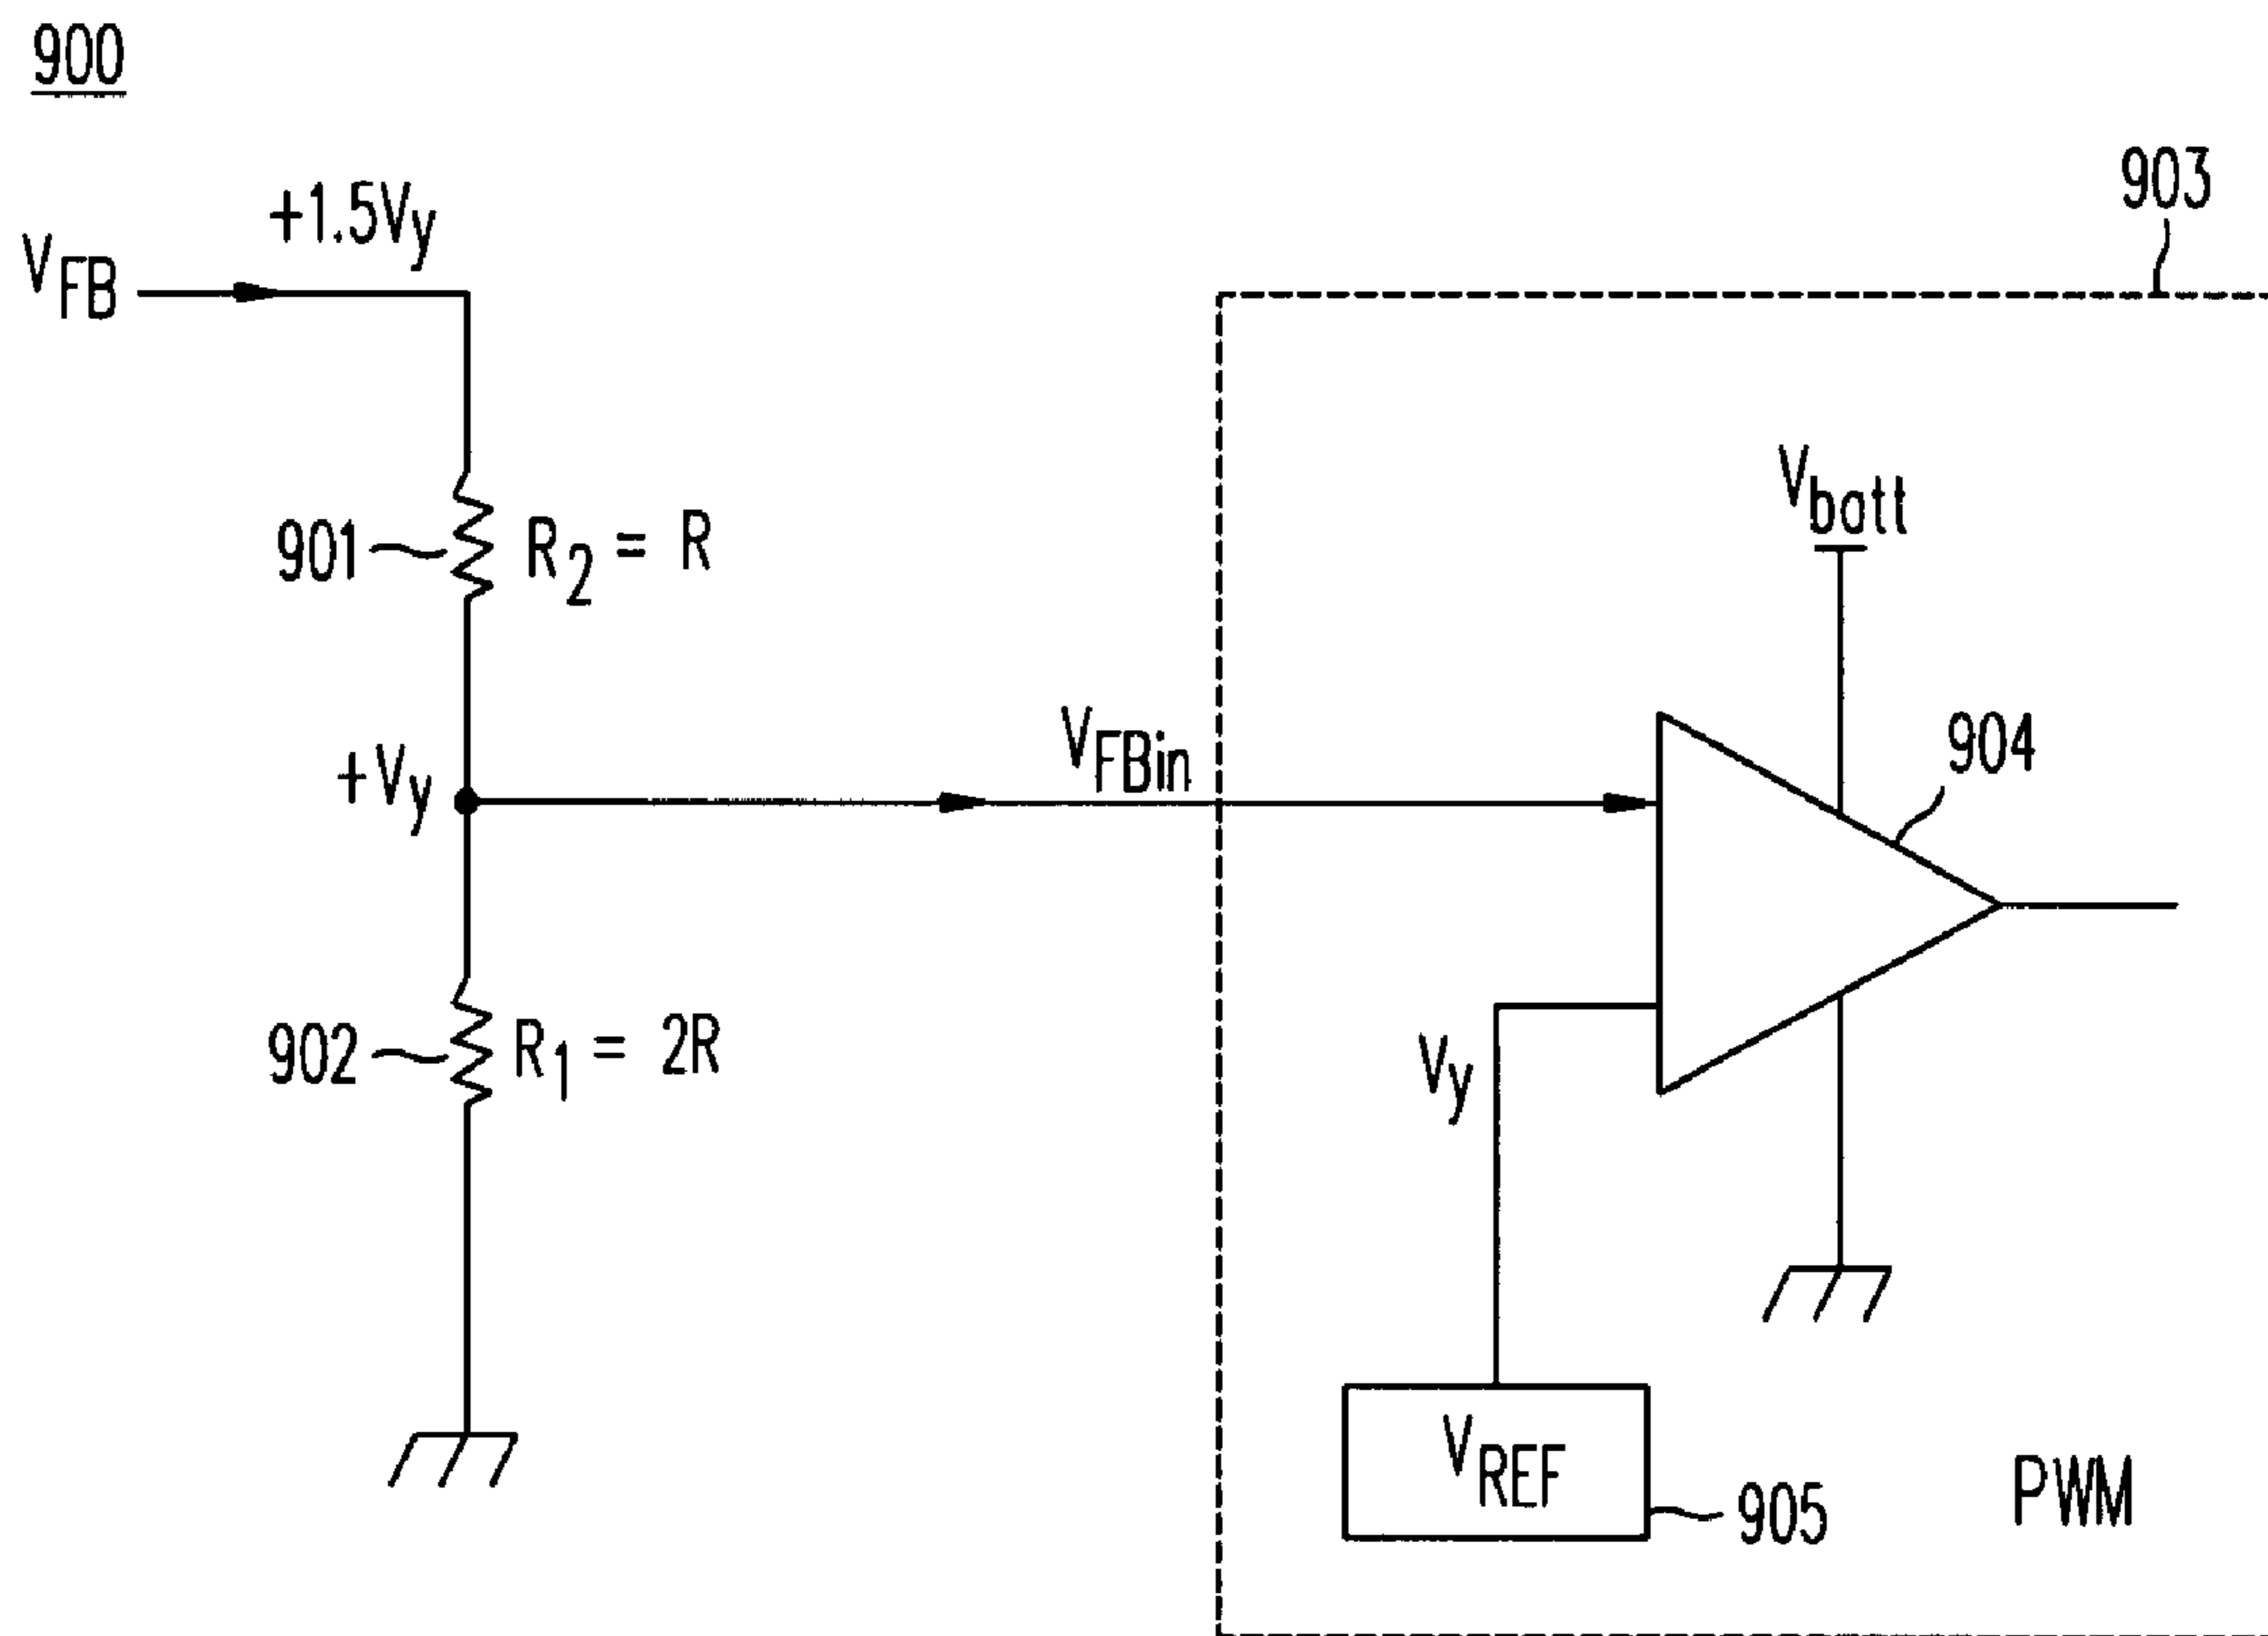 900
903
+1.5Vy
VFB
Vbatt
901
R2 = R
904
VFBin
+Vy
902
R1 = 2R
Vy
VREF
905
PWM